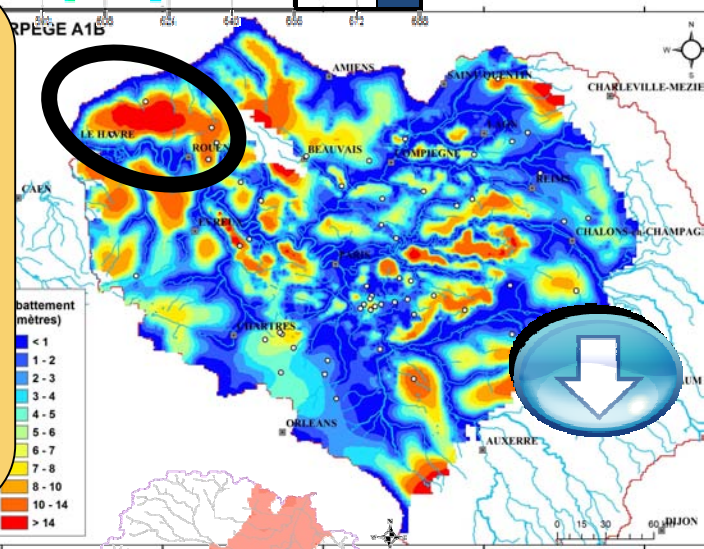 RPEGE A1B
AMIENS
SAINT-QUENTIN
CHARLEVILLE-MEZIE
LE HAVRE
ROUEN
BEAUVAIS
COMPIEGNE
LAON
REIMS
CAEN
EVREUX
CHALONS-en-CHAMPAG
PARIS
battement
mètres)
< 1
1 - 2
2 - 3
3 - 4
4 - 5
5 - 6
6 - 7
7 - 8
8 - 10
10 - 14
> 14
CHARTRES
ORLEANS
AUXERRE
AUM
DIJON
0 15 30 60
N
W
S